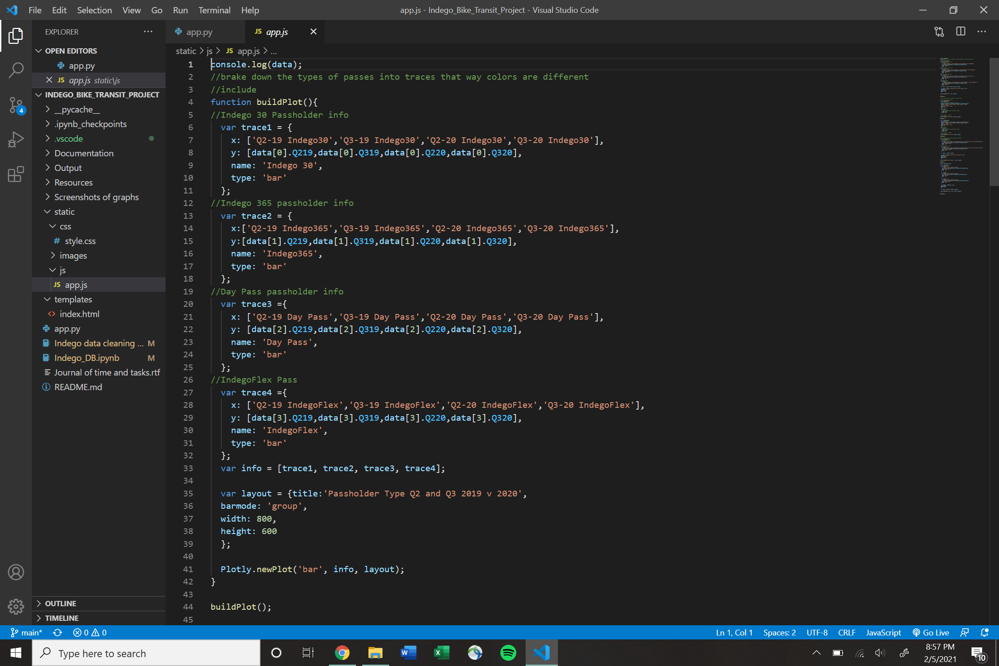 File Edit Selection View Go Run Terminal Help
app.js - Indego_Bike_Transit_Project - Visual Studio Code
EXPLORER
OPEN EDITORS
app.py
JS app.js static\js
INDEGO_BIKE_TRANSIT_PROJECT
__pycache__
.ipynb_checkpoints
.vscode
Documentation
Output
Resources
Screenshots of graphs
static
css
# style.css
images
js
JS app.js
templates
<> index.html
app.py
Indego data cleaning ... M
Indego_DB.ipynb M
Journal of time and tasks.rtf
README.md
OUTLINE
TIMELINE
4
app.py
JS app.js
static > js > JS app.js > ...
1 console.log(data);
2 //brake down the types of passes into traces that way colors are different
3 //include
4 function buildPlot(){
5 //Indego 30 Passholder info
6 var trace1 = {
7 x: ['Q2-19 Indego30','Q3-19 Indego30','Q2-20 Indego30','Q3-20 Indego30'],
8 y: [data[0].Q219,data[0].Q319,data[0].Q220,data[0].Q320],
9 name: 'Indego 30',
10 type: 'bar'
11 };
12 //Indego 365 passholder info
13 var trace2 = {
14 x:['Q2-19 Indego365','Q3-19 Indego365','Q2-20 Indego365','Q3-20 Indego365'],
15 y:[data[1].Q219,data[1].Q319,data[1].Q220,data[1].Q320],
16 name: 'Indego365',
17 type: 'bar'
18 };
19 //Day Pass passholder info
20 var trace3 ={
21 x: ['Q2-19 Day Pass','Q3-19 Day Pass','Q2-20 Day Pass','Q3-20 Day Pass'],
22 y: [data[2].Q219,data[2].Q319,data[2].Q220,data[2].Q320],
23 name: 'Day Pass',
24 type: 'bar'
25 };
26 //IndegoFlex Pass
27 var trace4 ={
28 x: ['Q2-19 IndegoFlex','Q3-19 IndegoFlex','Q2-20 IndegoFlex','Q3-20 IndegoFlex'],
29 y: [data[3].Q219,data[3].Q319,data[3].Q220,data[3].Q320],
30 name: 'IndegoFlex',
31 type: 'bar'
32 };
33 var info = [trace1, trace2, trace3, trace4];
34
35 var layout = {title:'Passholder Type Q2 and Q3 2019 v 2020',
36 barmode: 'group',
37 width: 800,
38 height: 600
39 };
40
41 Plotly.newPlot('bar', info, layout);
42 }
43
44 buildPlot();
45
main* 0 0
Ln 1, Col 1 Spaces: 2 UTF-8 CRLF JavaScript Go Live
Type here to search
8:57 PM
2/5/2021
10